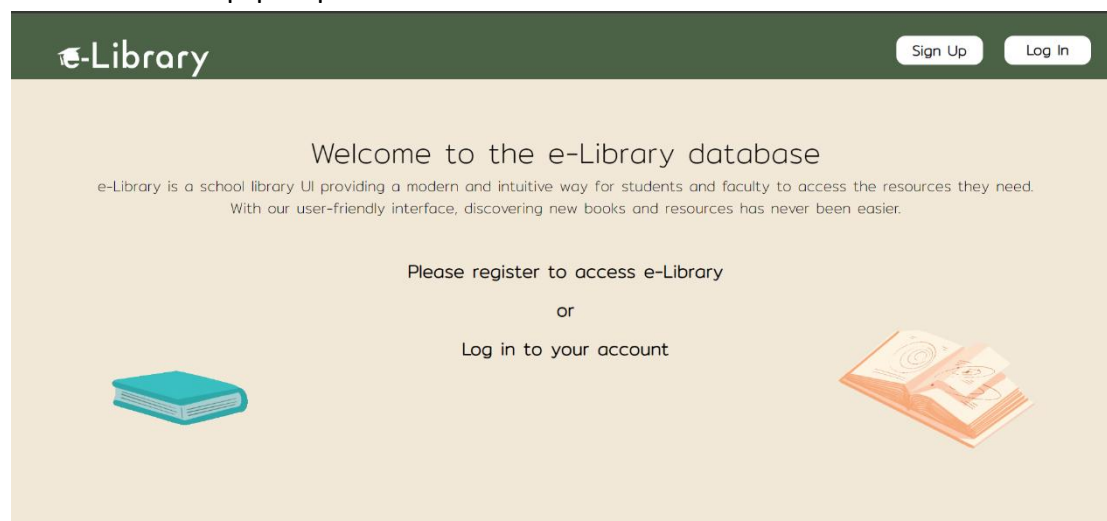 e-Library
Sign Up
Log In
Welcome to the e-Library database
e-Library is a school library UI providing a modern and intuitive way for students and faculty to access the resources they need.
With our user-friendly interface, discovering new books and resources has never been easier.
Please register to access e-Library
or
Log in to your account